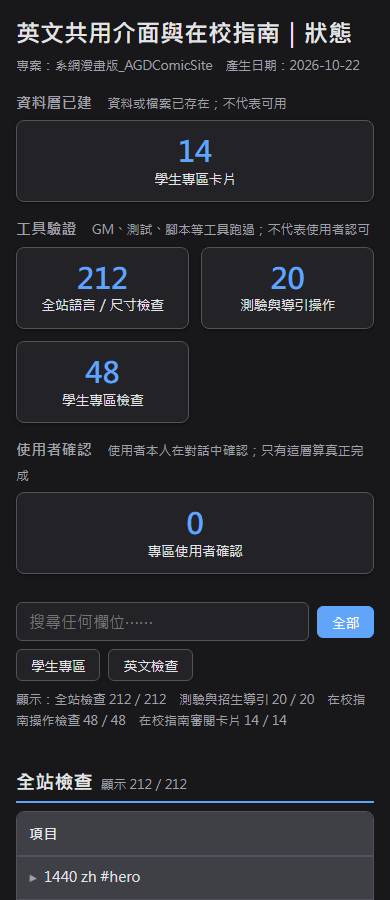 英文共用介面與在校指南｜狀態
專案：系網漫畫版_AGDComicSite　產生日期：2026-10-22
資料層已建　資料或檔案已存在；不代表可用
14
學生專區卡片
工具驗證　GM、測試、腳本等工具跑過；不代表使用者認可
212
全站語言 / 尺寸檢查
20
測驗與導引操作
48
學生專區檢查
使用者確認　使用者本人在對話中確認；只有這層算真正完
成
0
專區使用者確認
搜尋任何欄位⋯⋯
全部
學生專區
英文檢查
顯示：全站檢查 212 / 212　測驗與招生導引 20 / 20　在校指
南操作檢查 48 / 48　在校指南審閱卡片 14 / 14
全站檢查 顯示 212 / 212
項目
▸ 1440 zh #hero